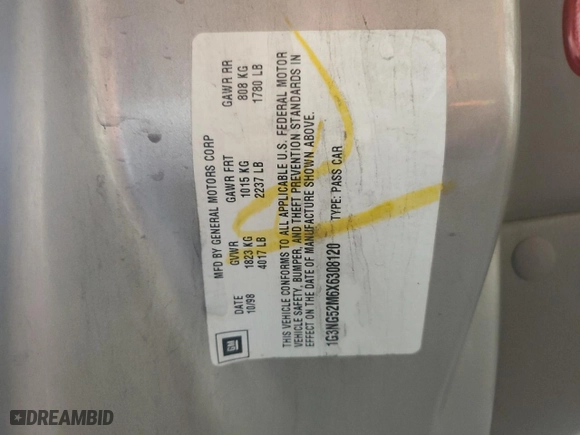 GM
MFD BY GENERAL MOTORS CORP
DATE GVWR GAWR FRT GAWR RR
10/98 1823 KG 1015 KG 808 KG
4017 LB 2237 LB 1780 LB
THIS VEHICLE CONFORMS TO ALL APPLICABLE U.S. FEDERAL MOTOR
VEHICLE SAFETY, BUMPER, AND THEFT PREVENTION STANDARDS IN
EFFECT ON THE DATE OF MANUFACTURE SHOWN ABOVE.
1G3NG52M6X6308120 TYPE: PASS CAR
DREAMBID